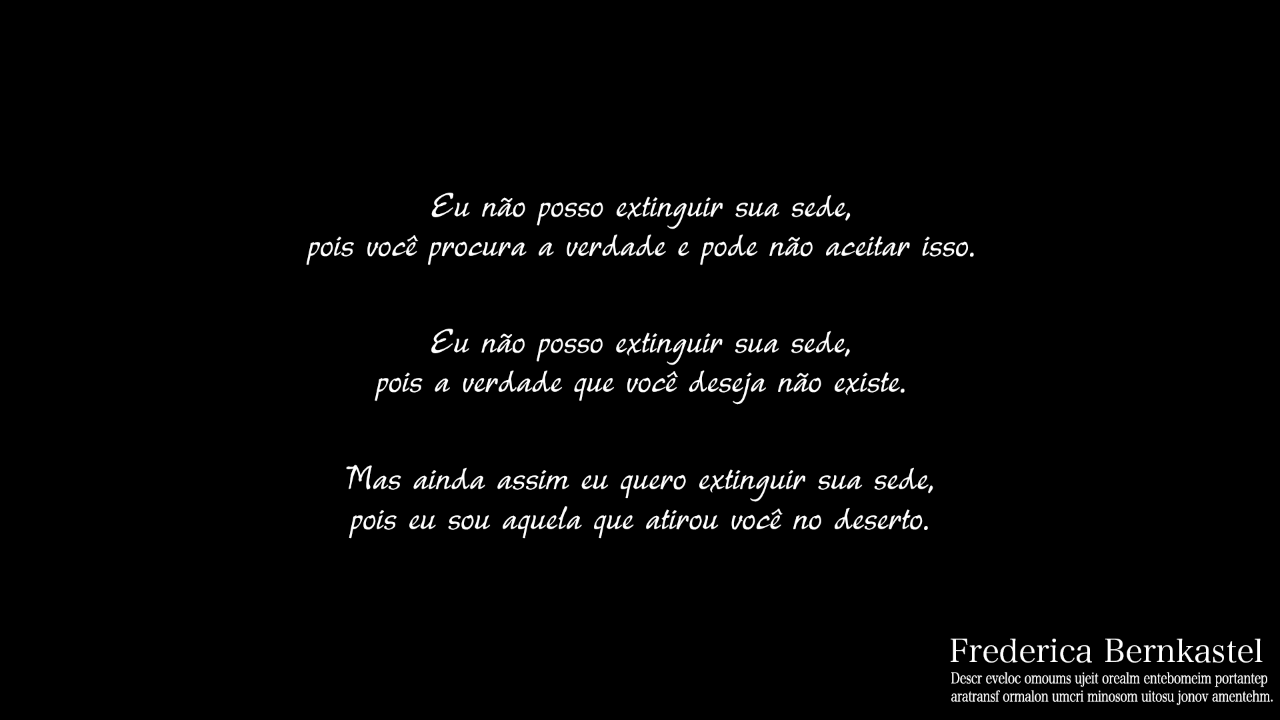 Eu não posso extinguir sua sede,
pois você procura a verdade e pode não aceitar isso.
Eu não posso extinguir sua sede,
pois a verdade que você deseja não existe.
Mas ainda assim eu quero extinguir sua sede,
pois eu sou aquela que atirou você no deserto.
Frederica Bernkastel
Descr eveloc omoums ujeit orealm entebomeim portantep
aratransf ormalon umcri minosom uitosu jonov amentehm.